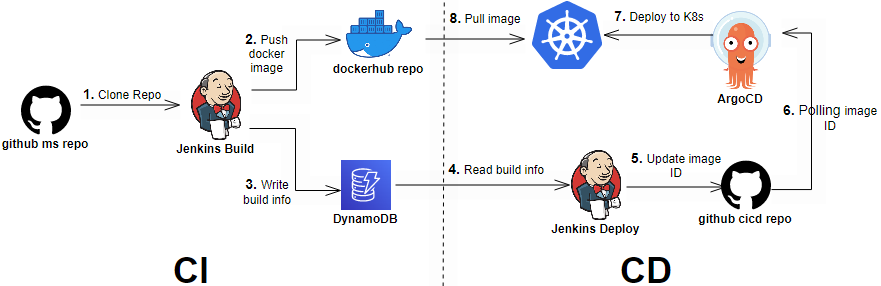 1. Clone Repo
github ms repo
Jenkins Build
2. Push
docker
image
dockerhub repo
3. Write
build info
DynamoDB
4. Read build info
Jenkins Deploy
5. Update image
ID
github cicd repo
6. Polling image
ID
ArgoCD
7. Deploy to K8s
8. Pull image
CI
CD